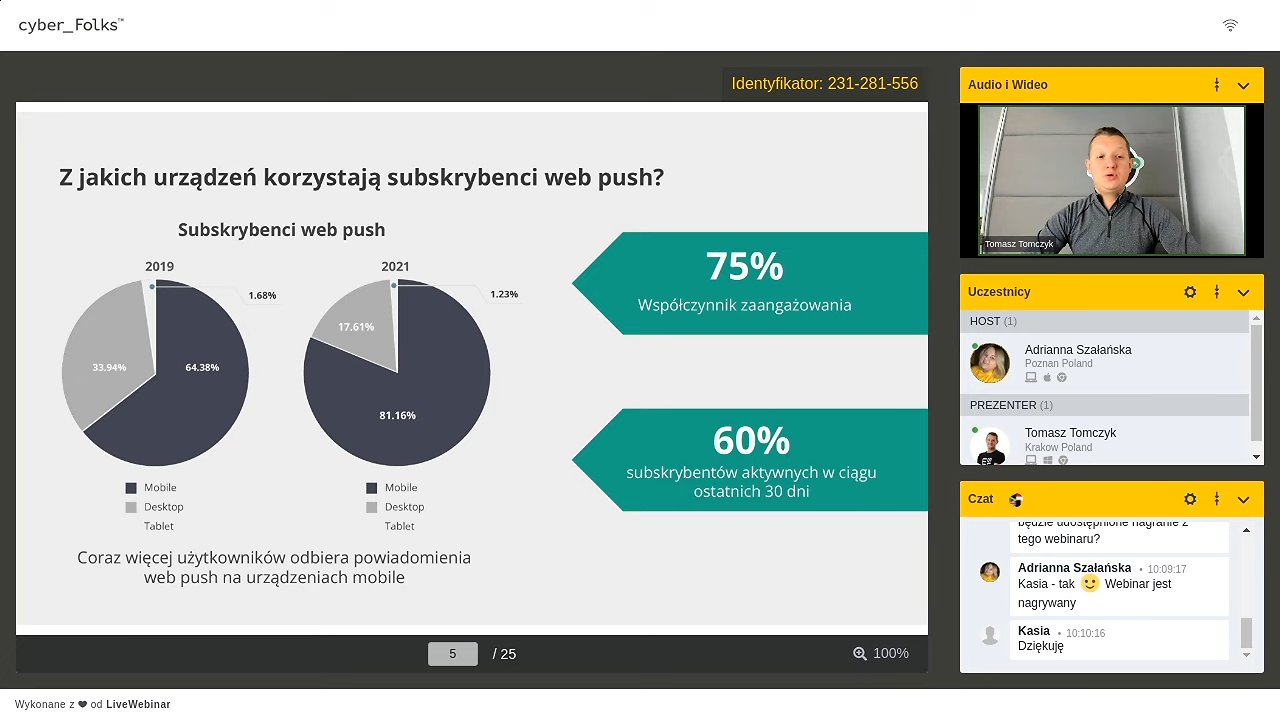 cyber_Folks™
Identyfikator: 231-281-556
Z jakich urządzeń korzystają subskrybenci web push?
Subskrybenci web push
2019
1.68%
33.94%
64.38%
Mobile
Desktop
Tablet
2021
1.23%
17.61%
81.16%
Mobile
Desktop
Tablet
Coraz więcej użytkowników odbiera powiadomienia
web push na urządzeniach mobile
75%
Współczynnik zaangażowania
60%
subskrybentów aktywnych w ciągu
ostatnich 30 dni
5 / 25
100%
Audio i Wideo
Tomasz Tomczyk
Uczestnicy
HOST (1)
Adrianna Szałańska
Poznan Poland
PREZENTER (1)
Tomasz Tomczyk
Krakow Poland
Czat
będzie udostępnione nagranie z
tego webinaru?
Adrianna Szałańska • 10:09:17
Kasia - tak 🙂 Webinar jest
nagrywany
Kasia • 10:10:16
Dziękuję
Wykonane z ❤ od LiveWebinar